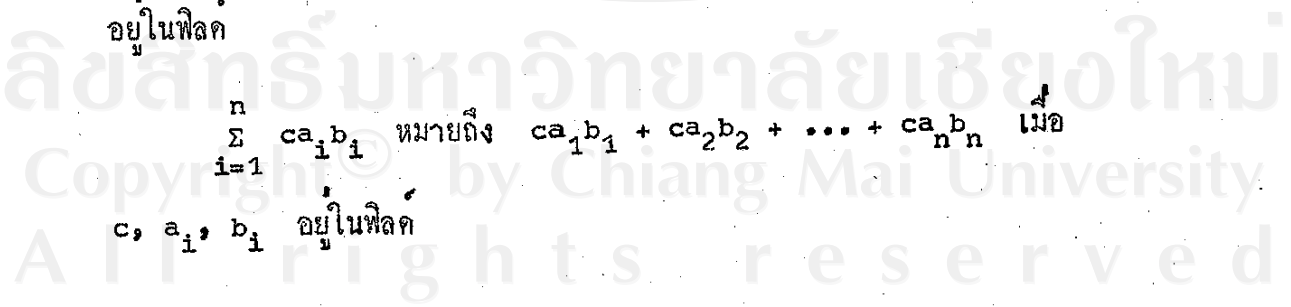 อยู่ในฟิลด์
ลิขสิทธิ์มหาวิทยาลัยเชียงใหม่
n
Σ ca_i b_i หมายถึง ca_1b_1 + ca_2b_2 + ... + ca_nb_n เมื่อ
i=1
Copyright© by Chiang Mai University
c, a_i, b_i อยู่ในฟิลด์
All rights reserved